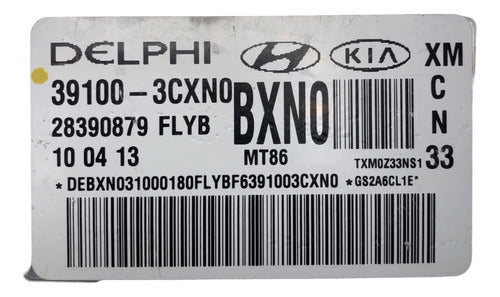 DELPHI KIA XM
39100-3CXN0 BXN0 C
28390879 FLYB N
10 04 13 MT86 TXM0Z33NS1 33
*DEBXN031000180FLYBF6391003CXN0 *GS2A6CL1E*